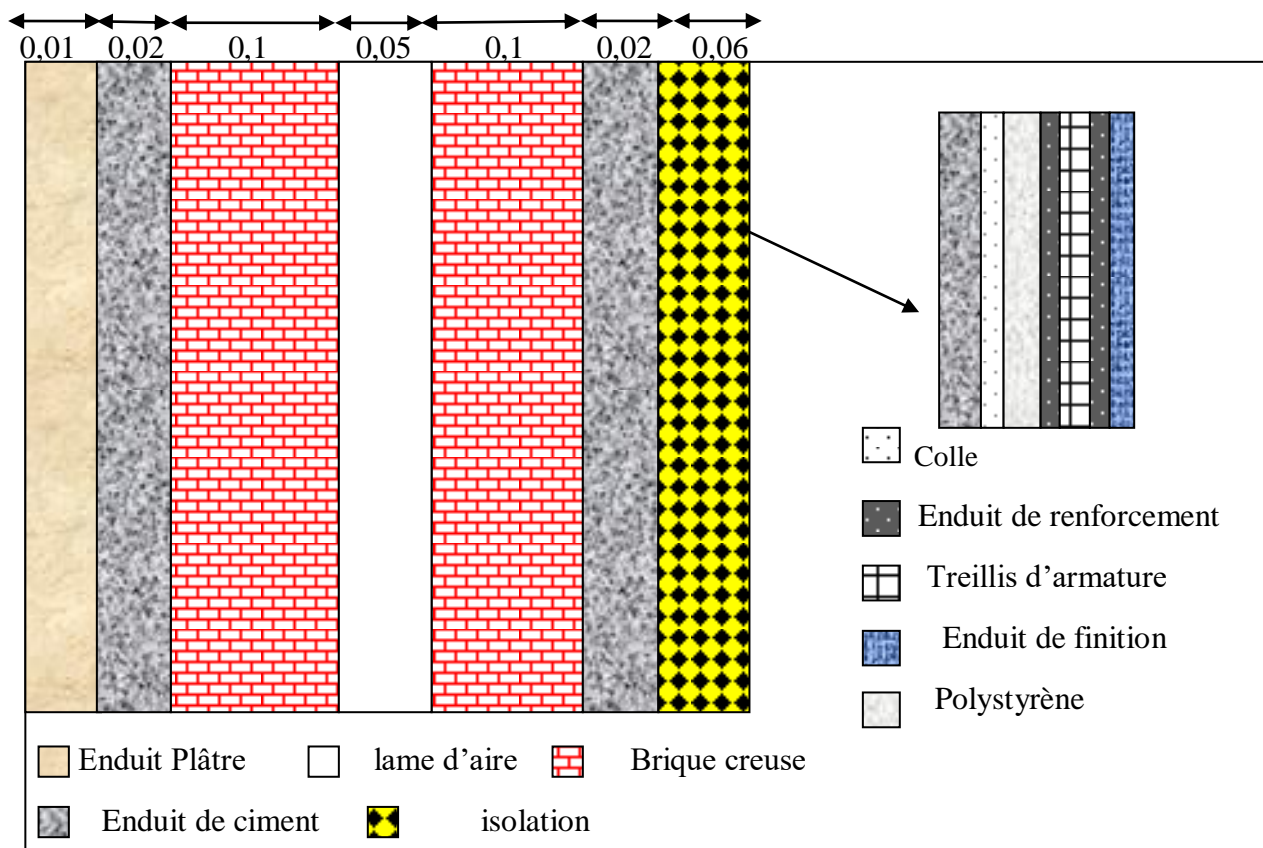 0,01 0,02 0,1 0,05 0,1 0,02 0,06
Colle
Enduit de renforcement
Treillis d’armature
Enduit de finition
Polystyrène
Enduit Plâtre lame d’aire Brique creuse
Enduit de ciment isolation